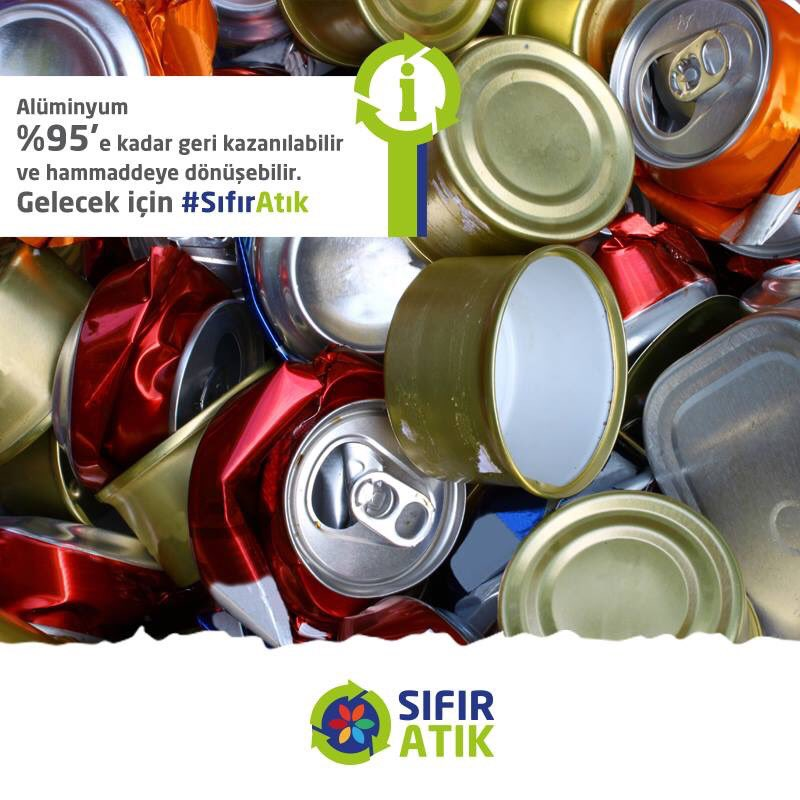 Alüminyum
%95'e kadar geri kazanılabilir
ve hammaddeye dönüşebilir.
Gelecek için #SıfırAtık
i
SIFIR
ATIK